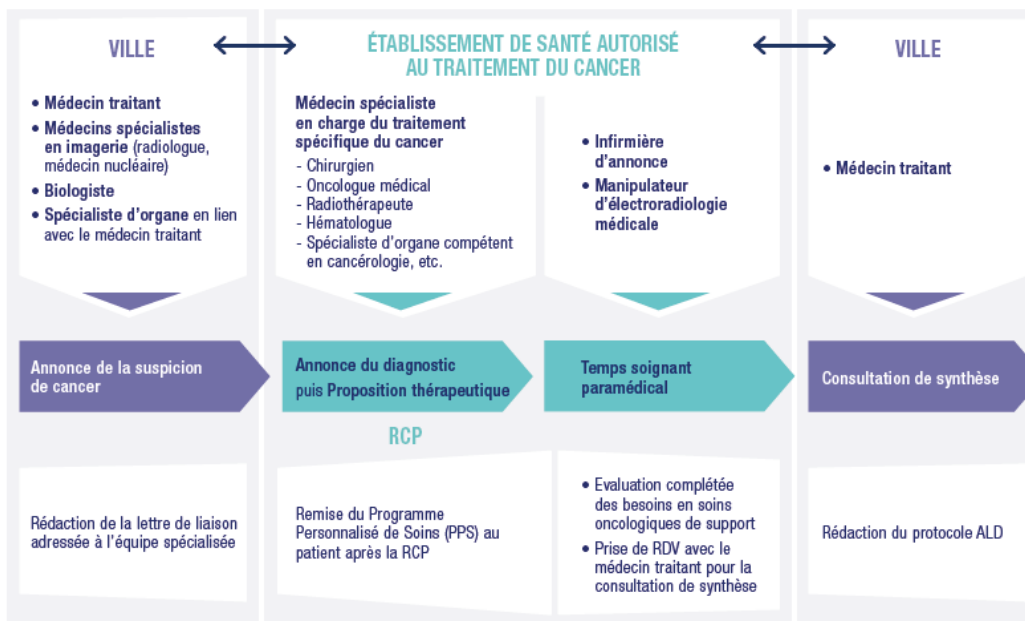 VILLE
• Médecin traitant
• Médecins spécialistes
en imagerie (radiologue,
médecin nucléaire)
• Biologiste
• Spécialiste d'organe en lien
avec le médecin traitant
ÉTABLISSEMENT DE SANTÉ AUTORISÉ
AU TRAITEMENT DU CANCER
Médecin spécialiste
en charge du traitement
spécifique du cancer
- Chirurgien
- Oncologue médical
- Radiothérapeute
- Hématologue
- Spécialiste d'organe compétent
en cancérologie, etc.
• Infirmière
d'annonce
• Manipulateur
d'électroradiologie
médicale
VILLE
• Médecin traitant
Annonce de la suspicion
de cancer
Annonce du diagnostic
puis Proposition thérapeutique
Temps soignant
paramédical
Consultation de synthèse
RCP
Rédaction de la lettre de liaison
adressée à l'équipe spécialisée
Remise du Programme
Personnalisé de Soins (PPS) au
patient après la RCP
• Evaluation complétée
des besoins en soins
oncologiques de support
• Prise de RDV avec le
médecin traitant pour la
consultation de synthèse
Rédaction du protocole ALD